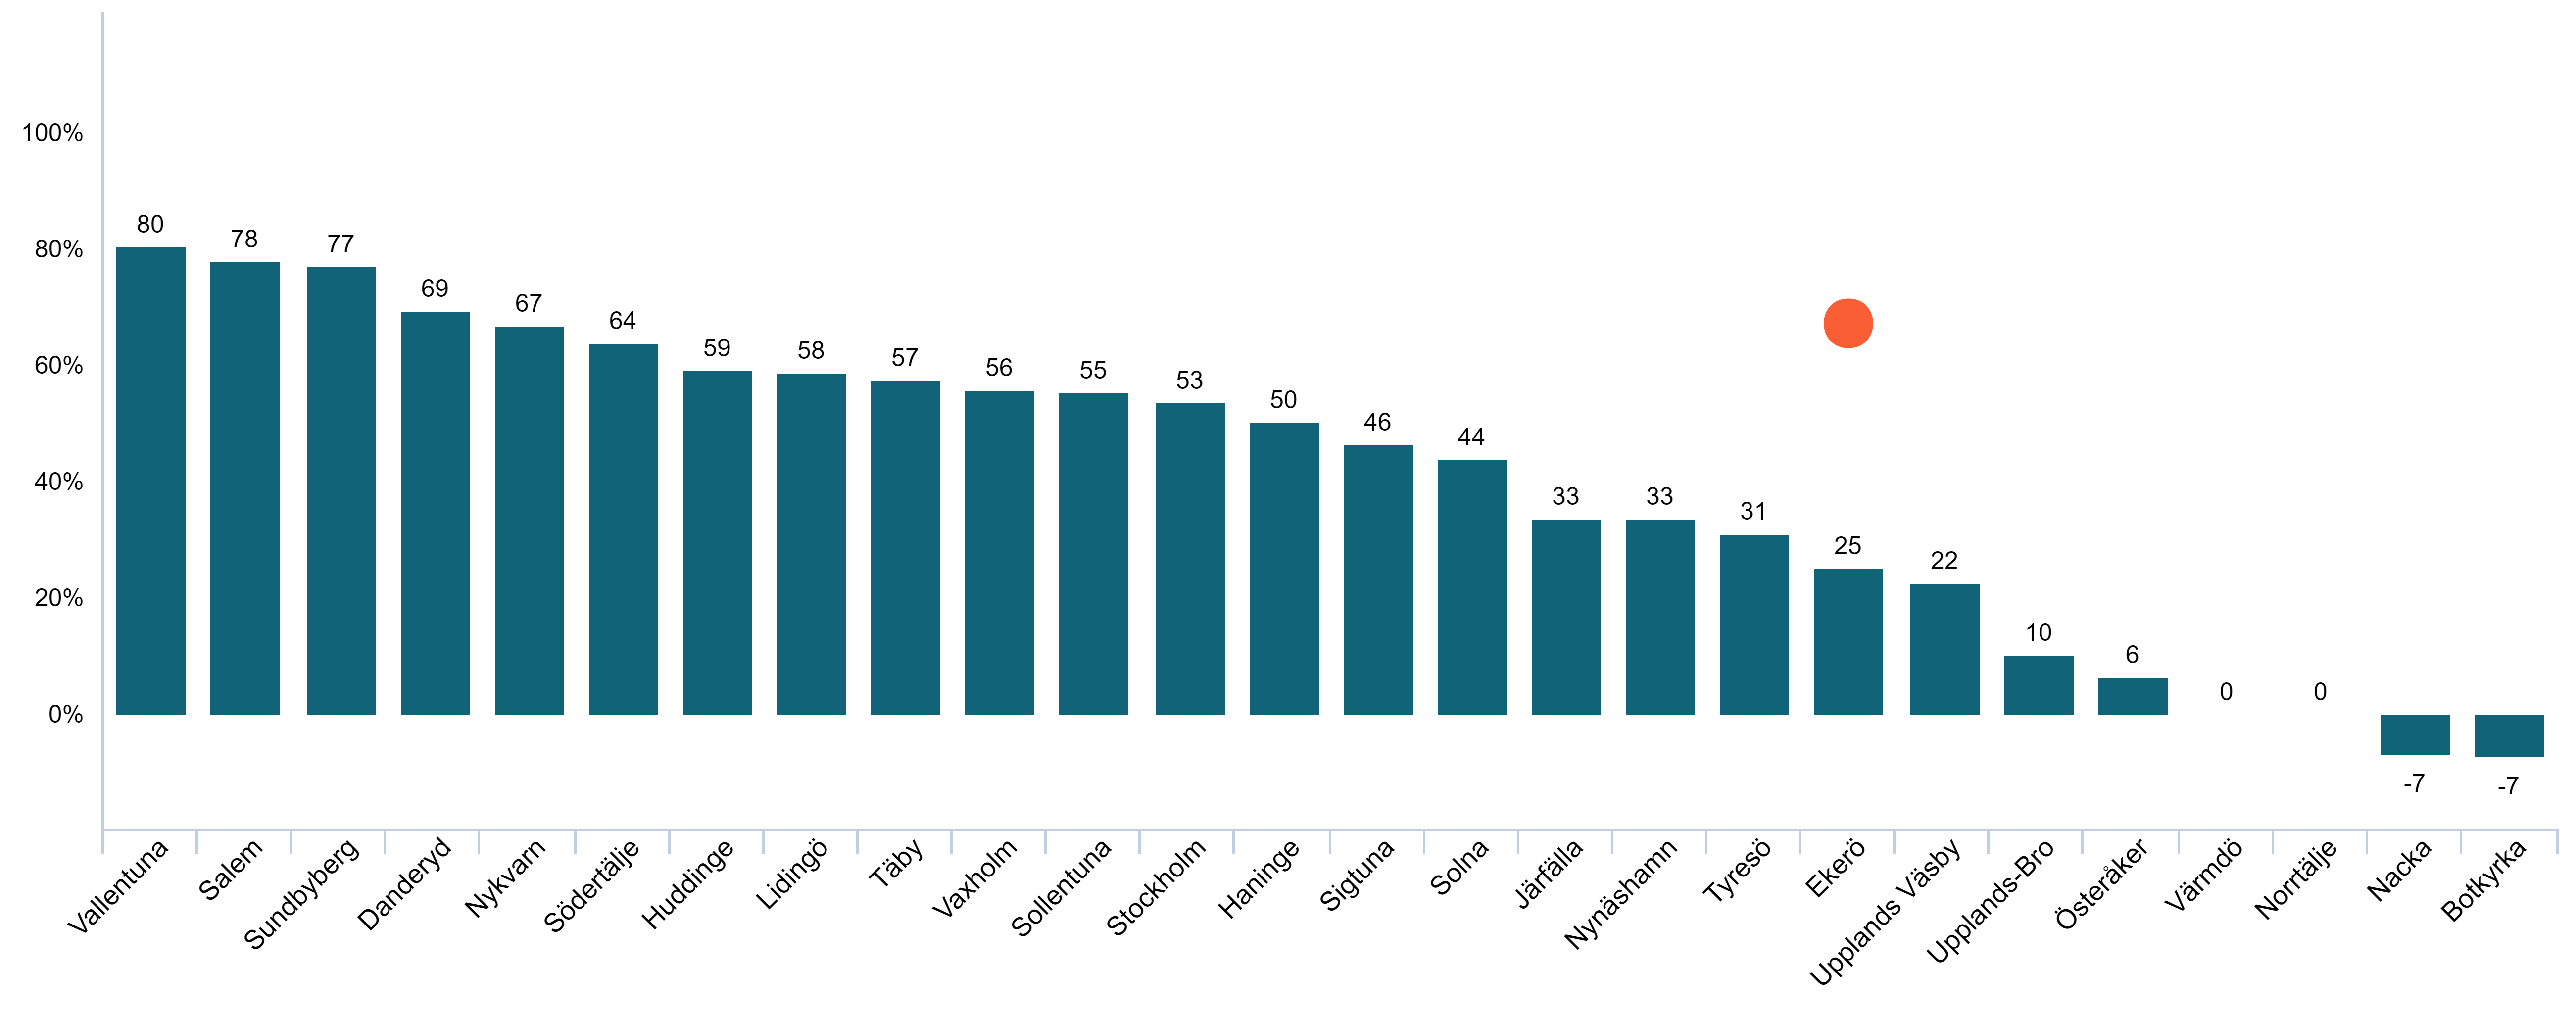 100%
80%
60%
40%
20%
0%
80
78
77
69
67
64
59
58
57
56
55
53
50
46
44
33
33
31
25
22
10
6
0
0
-7
-7
Vallentuna
Salem
Sundbyberg
Danderyd
Nykvarn
Södertälje
Huddinge
Lidingö
Täby
Vaxholm
Sollentuna
Stockholm
Haninge
Sigtuna
Solna
Järfälla
Nynäshamn
Tyresö
Ekerö
Upplands Väsby
Upplands-Bro
Österåker
Värmdö
Norrtälje
Nacka
Botkyrka